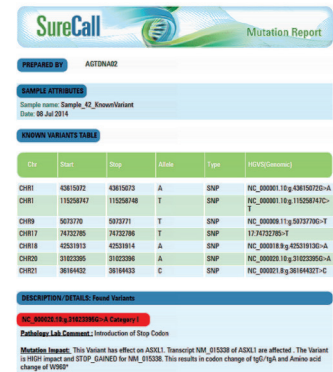 SureCall
Mutation Report
PREPARED BY AGTDNA02
SAMPLE ATTRIBUTES
Sample name: Sample_42_KnownVariant
Date: 08 Jul 2014
KNOWN VARIANTS TABLE
Chr Start Stop Allele Type HGVS(Genomic)
CHR1 43615072 43615073 A SNP NC_000001.10:g.43615072G>A
CHR1 115258747 115258748 T SNP NC_000001.10:g.115258747C>
T
CHR9 5073770 5073771 T SNP NC_000009.11:g.5073770G>T
CHR17 74732785 74732786 T SNP 17:74732785>T
CHR18 42531913 42531914 A SNP NC_000018.9:g.42531913G>A
CHR20 31023395 31023396 A SNP NC_000020.10:g.31023395G>A
CHR21 36164432 36164433 C SNP NC_000021.8:g.36164432T>C
DESCRIPTION/DETAILS: Found Variants
NC_000020.10:g.31023395G>A Category I
Pathology Lab Comment : Introduction of Stop Codon
Mutation Impact: This Variant has effect on ASXL1. Transcript NM_015338 of ASXL1 are affected . The Variant
is HIGH impact and STOP_GAINED for NM_015338. This results in codon change of tgG/tgA and Amino acid
change of W960*